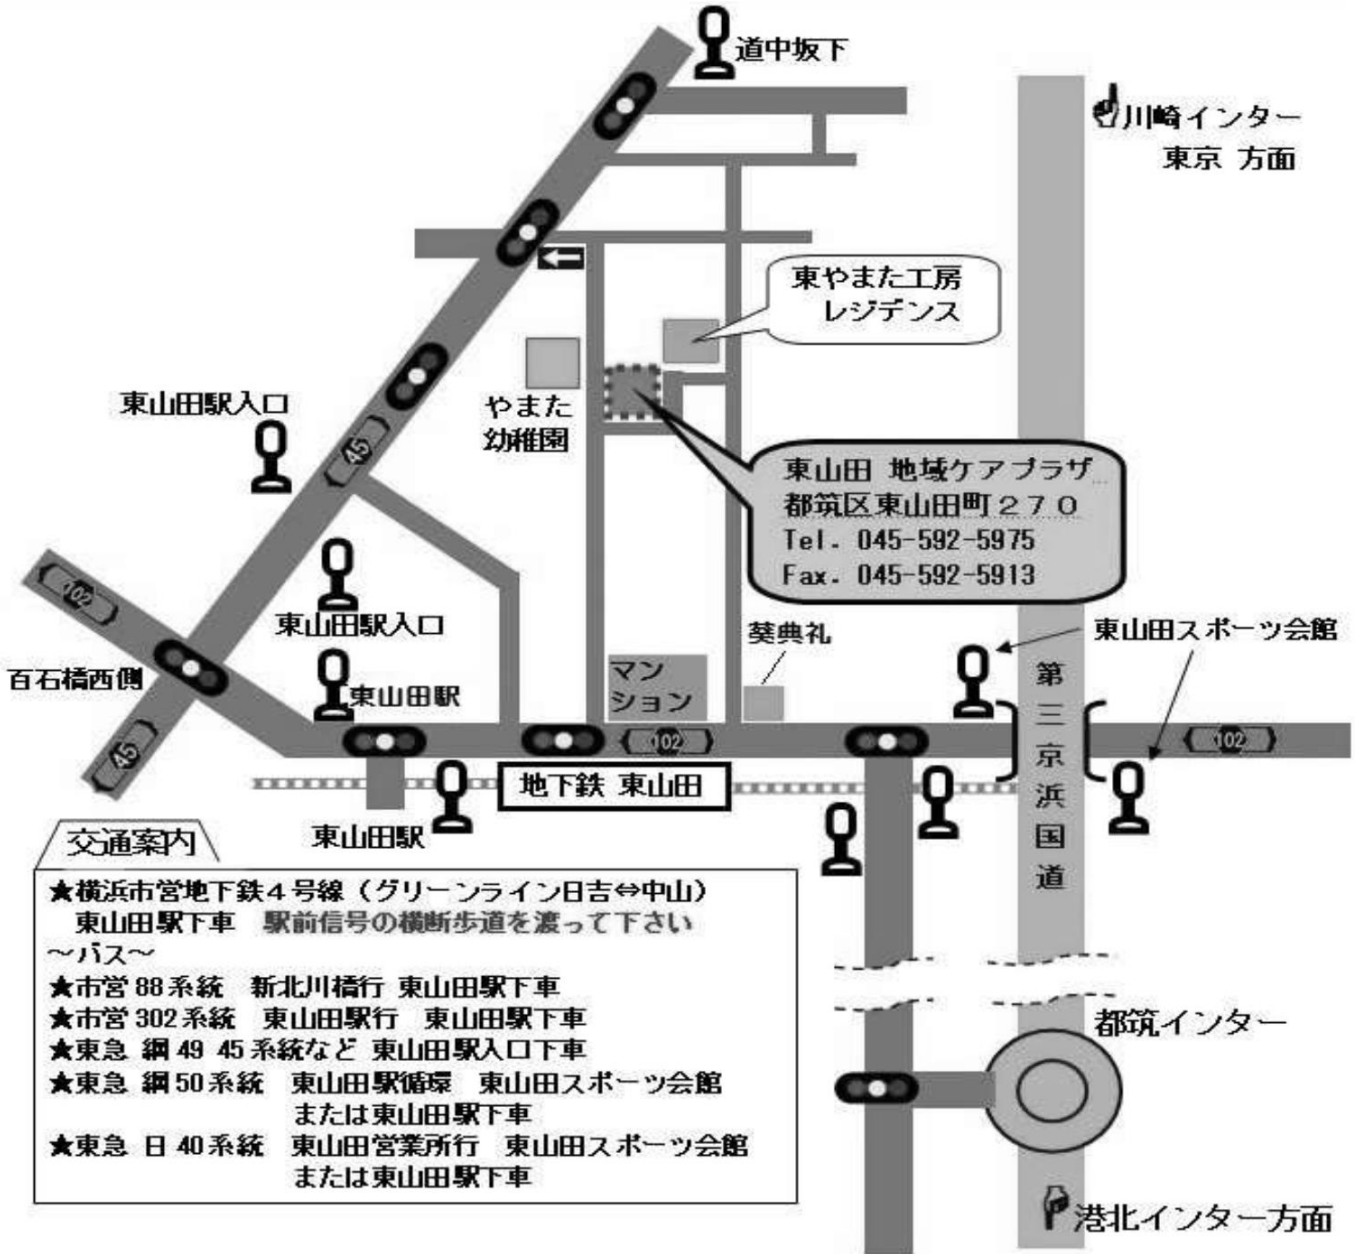 道中坂下
川崎インター
東京 方面
東やまた工房
レジデンス
東山田駅入口
やまた
幼稚園
45
東山田 地域ケアプラザ
都筑区東山田町270
Tel. 045-592-5975
Fax. 045-592-5913
102
東山田駅入口
葵典礼
東山田スポーツ会館
百石橋西側
東山田駅
マン
ション
第三京浜国道
45
102
102
地下鉄 東山田
東山田駅
交通案内
★横浜市営地下鉄4号線(グリーンライン日吉⇔中山)
東山田駅下車 駅前信号の横断歩道を渡って下さい
~バス~
★市営88系統 新北川橋行 東山田駅下車
★市営302系統 東山田駅行 東山田駅下車
★東急 綱49 45系統など 東山田駅入口下車
★東急 綱50系統 東山田駅循環 東山田スポーツ会館
または東山田駅下車
★東急 日40系統 東山田営業所行 東山田スポーツ会館
または東山田駅下車
都筑インター
港北インター方面